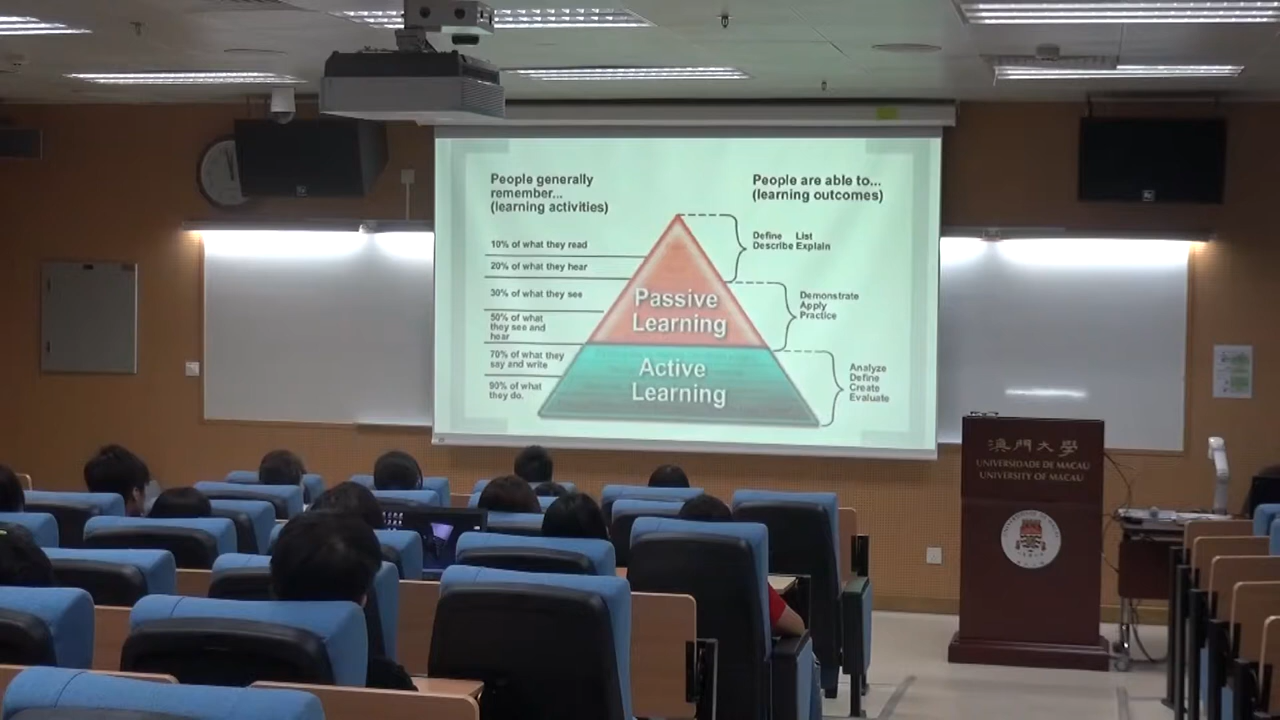 People generally
remember...
(learning activities)
People are able to...
(learning outcomes)
10% of what they read
20% of what they hear
30% of what they see
50% of what
they see and
hear
70% of what they
say and write
90% of what
they do.
Passive
Learning
Active
Learning
Define List
Describe Explain
Demonstrate
Apply
Practice
Analyze
Define
Create
Evaluate
澳門大學
UNIVERSIDADE DE MACAU
UNIVERSITY OF MACAU